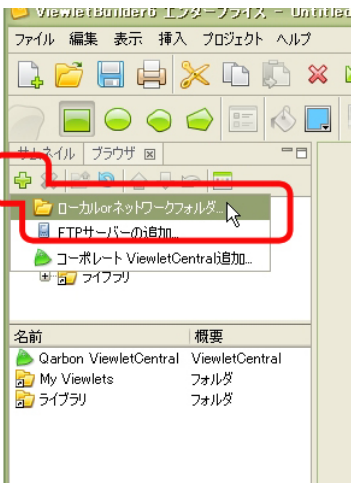 ViewletBuilder6 エンタープライズ - Untitled
ファイル 編集 表示 挿入 プロジェクト ヘルプ
サムネイル ブラウザ
ローカルorネットワークフォルダ...
FTPサーバーの追加...
コーポレート ViewletCentral追加...
ライブラリ
名前 概要
Qarbon ViewletCentral ViewletCentral
My Viewlets フォルダ
ライブラリ フォルダ